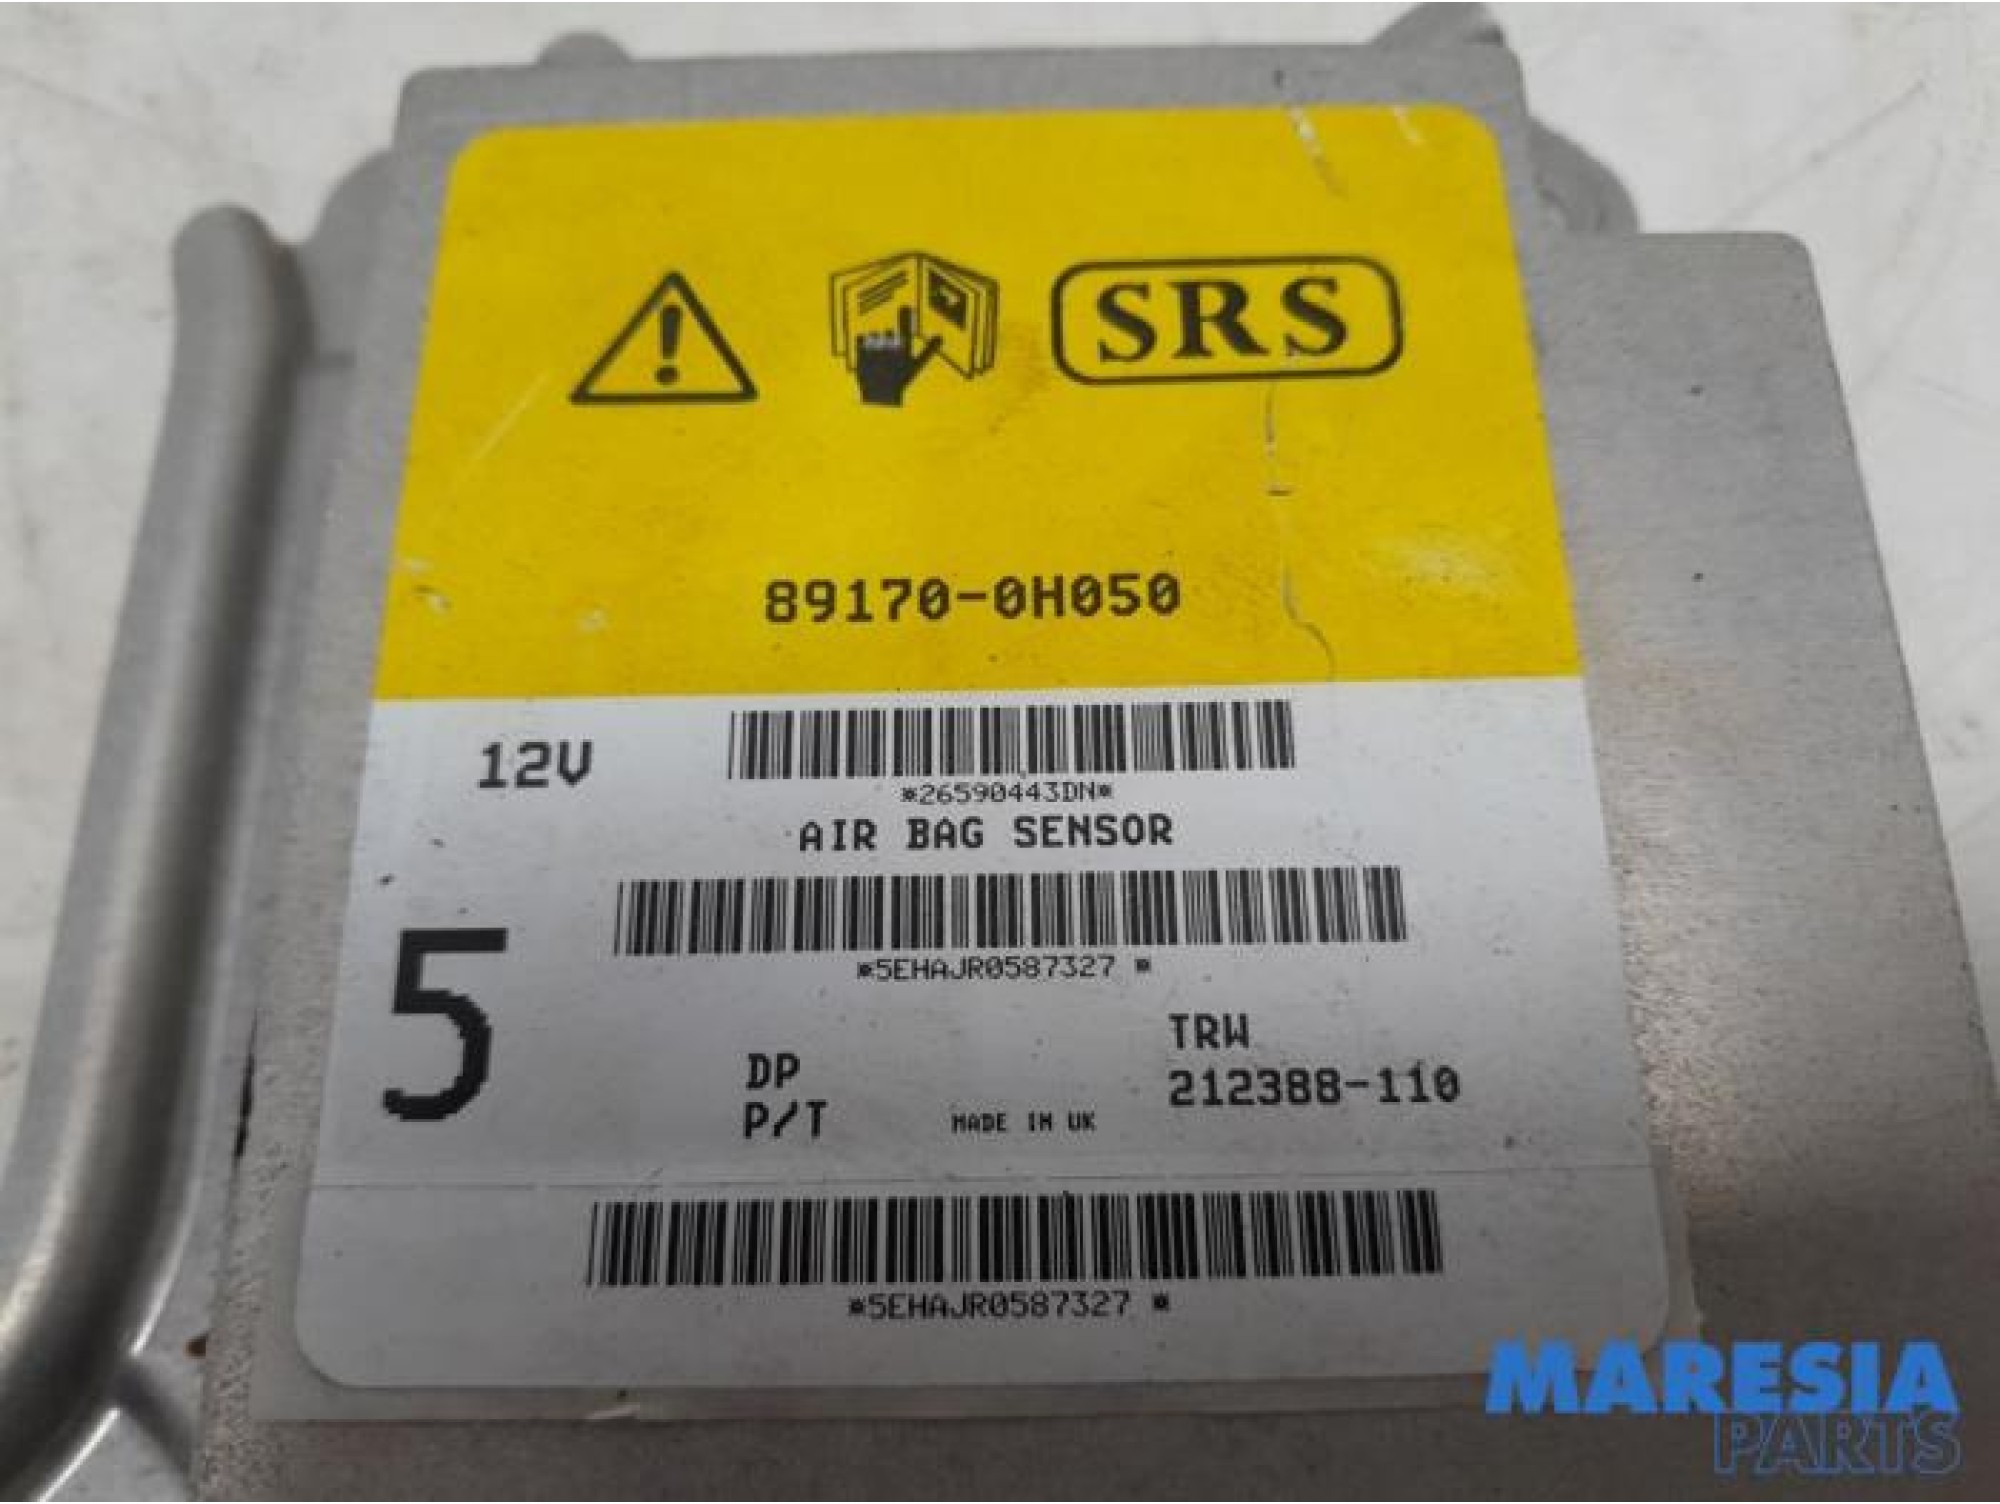 SRS
89170-0H050
12V
*26590443DN*
AIR BAG SENSOR
*5EHAJR0587327 *
5
TRW
DP
212388-110
P/T
MADE IN UK
*5EHAJR0587327 *
MARESIA
PARTS